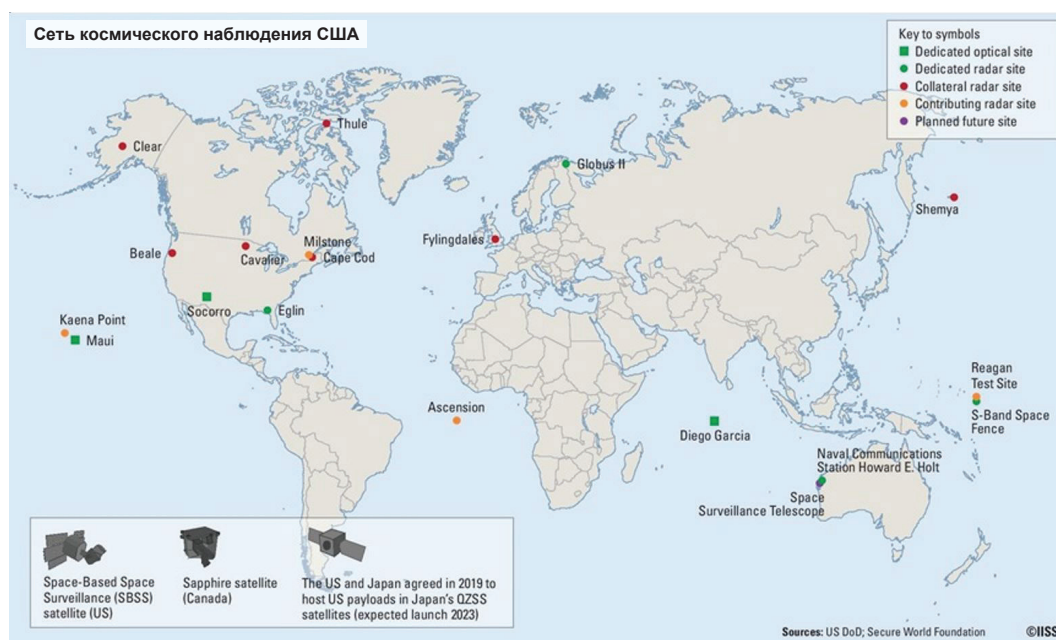 Сеть космического наблюдения США
Key to symbols
Dedicated optical site
Dedicated radar site
Collateral radar site
Contributing radar site
Planned future site
Thule
Clear
Globus II
Shemya
Fylingdales
Milstone
Beale
Cavalier
Cape Cod
Socorro
Eglin
Kaena Point
Maui
Reagan
Test Site
Ascension
S-Band Space
Fence
Diego Garcia
Naval Communications
Station Howard E. Holt
Space
Surveillance Telescope
Space-Based Space
Surveillance (SBSS)
satellite (US)
Sapphire satellite
(Canada)
The US and Japan agreed in 2019 to
host US payloads in Japan's QZSS
satellites (expected launch 2023)
Sources: US DoD; Secure World Foundation
©IISS